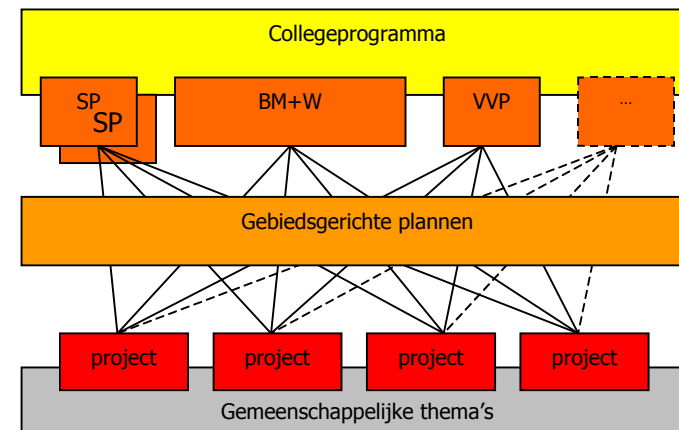 Collegeprogramma
SP
SP
BM+W
VVP
...
Gebiedsgerichte plannen
project
project
project
project
Gemeenschappelijke thema's